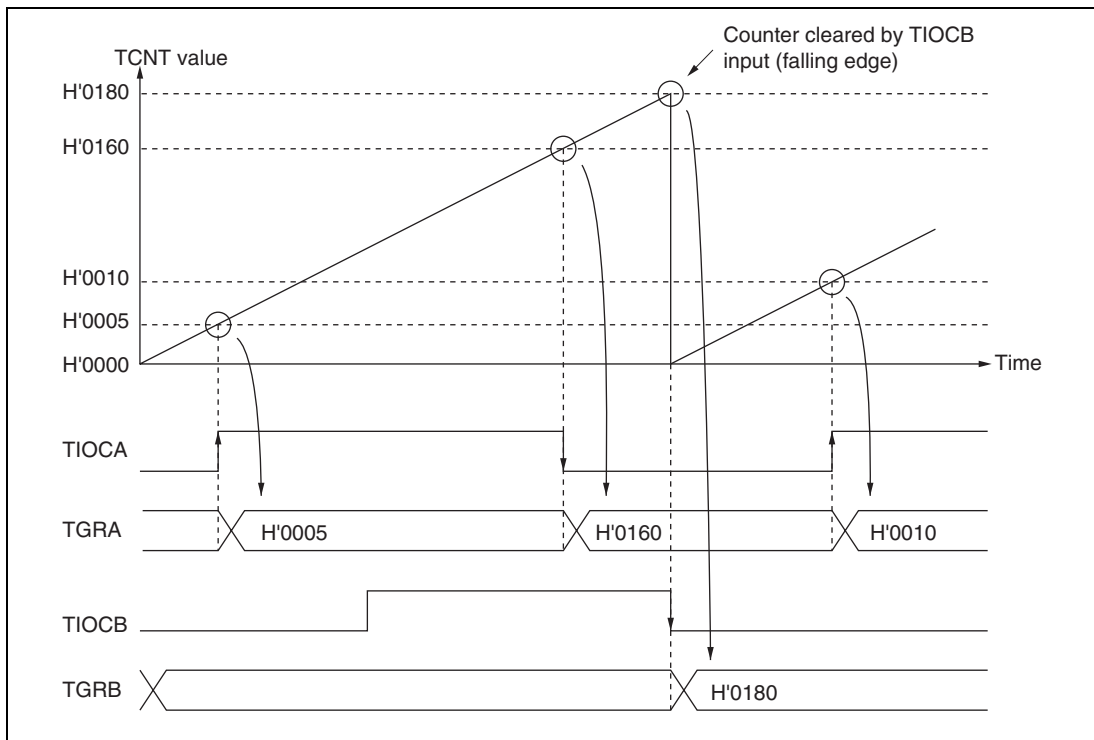 Counter cleared by TIOCB
input (falling edge)
TCNT value
H'0180
H'0160
H'0010
H'0005
H'0000
Time
TIOCA
TGRA
H'0005
H'0160
H'0010
TIOCB
TGRB
H'0180